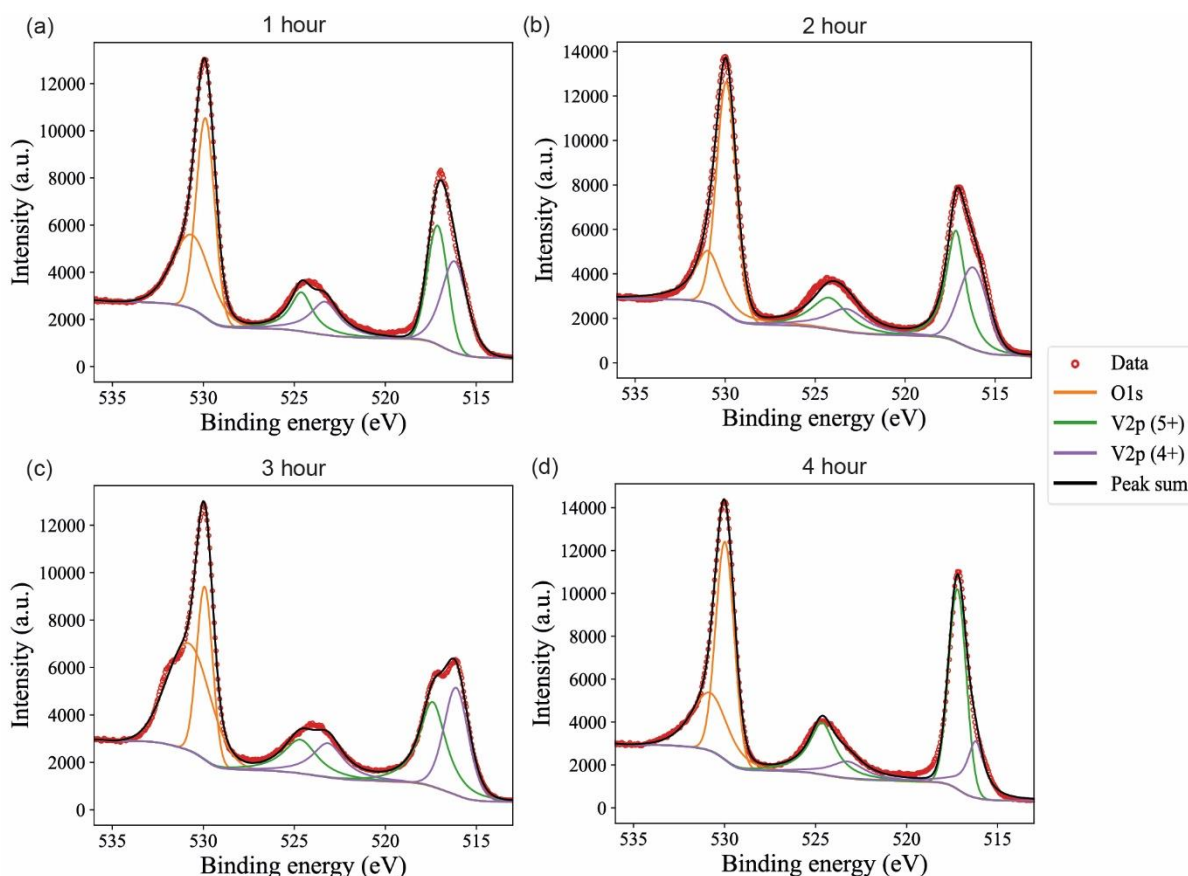 (a) 1 hour
12000
10000
8000
6000
4000
2000
0
Intensity (a.u.)
535 530 525 520 515
Binding energy (eV)
(b) 2 hour
14000
12000
10000
8000
6000
4000
2000
0
Intensity (a.u.)
535 530 525 520 515
Binding energy (eV)
Data
O1s
V2p (5+)
V2p (4+)
Peak sum
(c) 3 hour
12000
10000
8000
6000
4000
2000
0
Intensity (a.u.)
535 530 525 520 515
Binding energy (eV)
(d) 4 hour
14000
12000
10000
8000
6000
4000
2000
0
Intensity (a.u.)
535 530 525 520 515
Binding energy (eV)